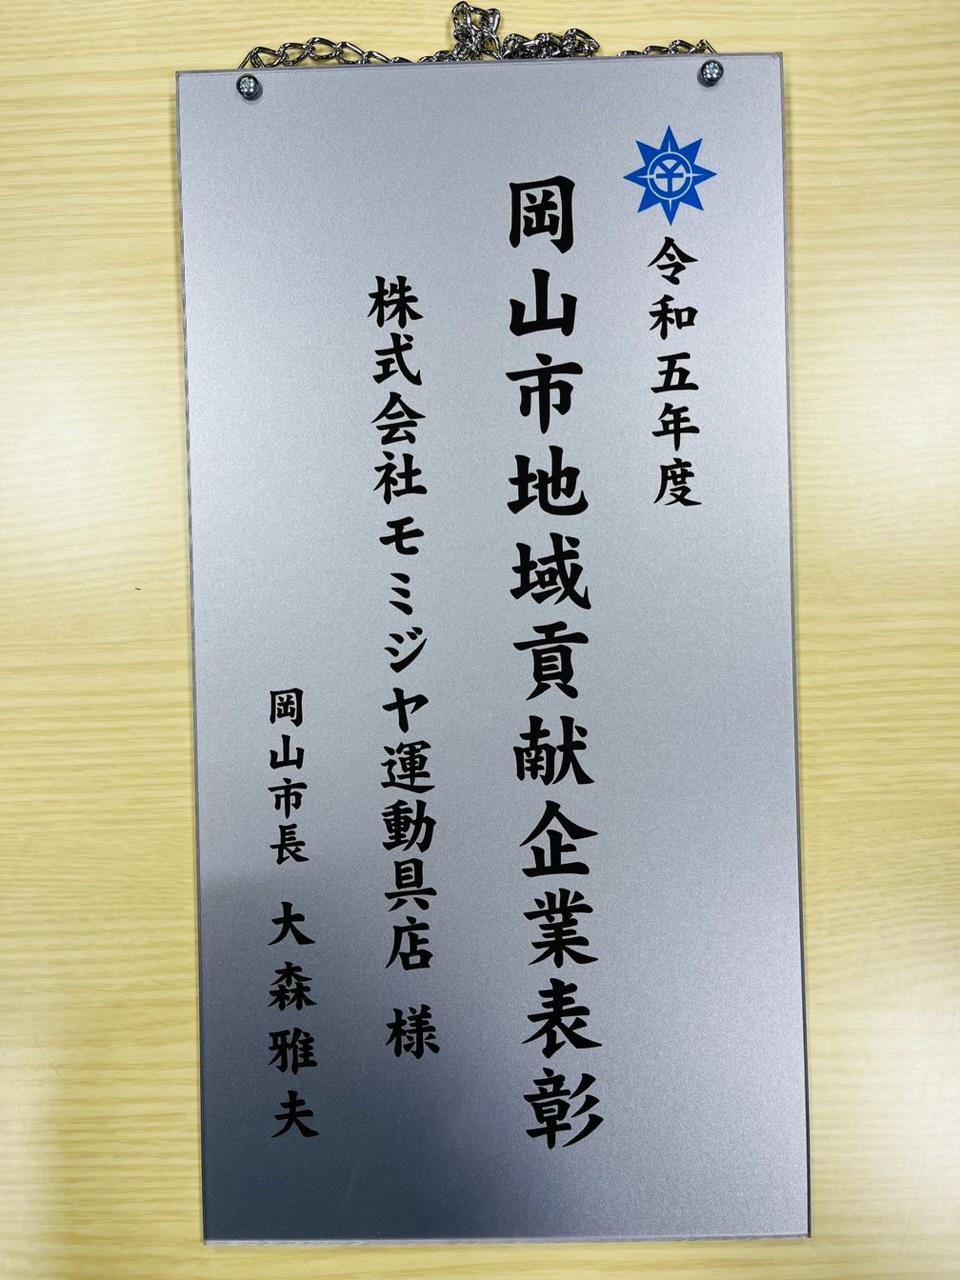 令和五年度
岡山市地域貢献企業表彰
株式会社モミジヤ運動具店 様
岡山市長 大森雅夫